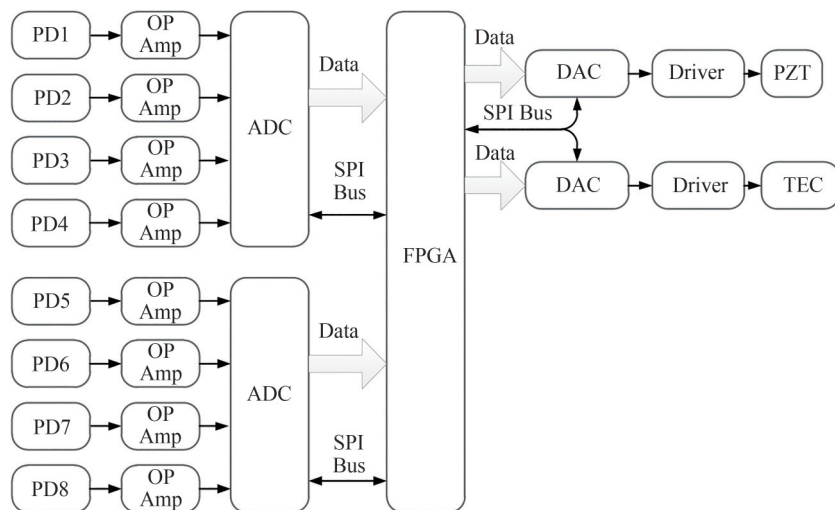 PD1
OP
Amp
PD2
OP
Amp
PD3
OP
Amp
PD4
OP
Amp
ADC
Data
SPI
Bus
PD5
OP
Amp
PD6
OP
Amp
PD7
OP
Amp
PD8
OP
Amp
ADC
Data
SPI
Bus
FPGA
Data
DAC
Driver
PZT
SPI Bus
Data
DAC
Driver
TEC